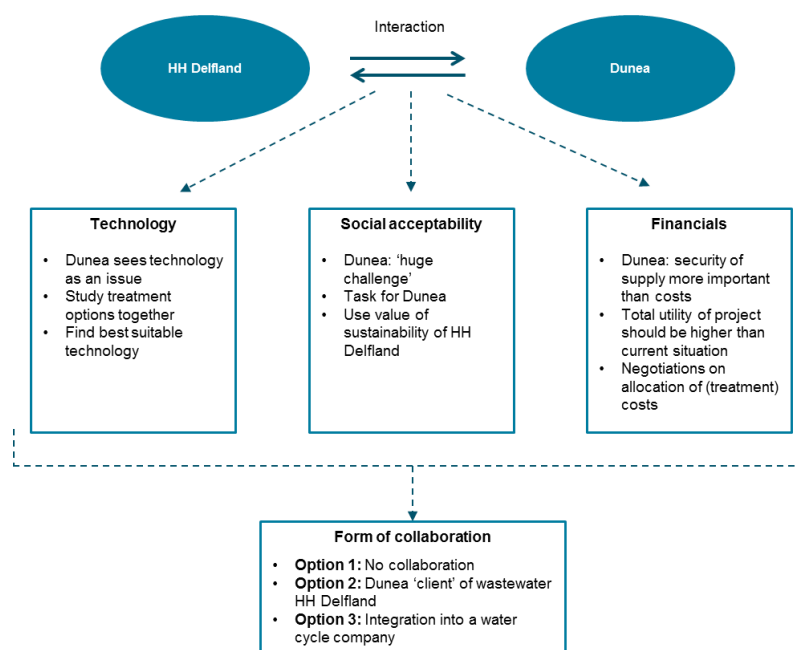 Interaction
HH Delfland
Dunea
Technology
• Dunea sees technology
as an issue
• Study treatment
options together
• Find best suitable
technology
Social acceptability
• Dunea: ‘huge
challenge’
• Task for Dunea
• Use value of
sustainability of HH
Delfland
Financials
• Dunea: security of
supply more important
than costs
• Total utility of project
should be higher than
current situation
• Negotiations on
allocation of (treatment)
costs
Form of collaboration
• Option 1: No collaboration
• Option 2: Dunea ‘client’ of wastewater
HH Delfland
• Option 3: Integration into a water
cycle company